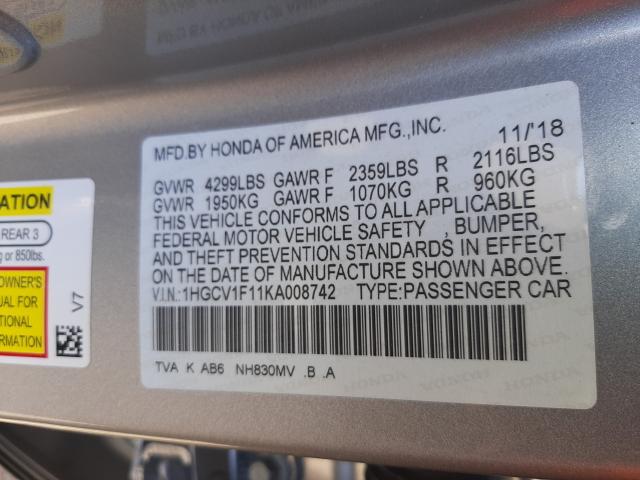 MFD.BY HONDA OF AMERICA MFG.,INC. 11/18
GVWR 4299LBS GAWR F 2359LBS R 2116LBS
GVWR 1950KG GAWR F 1070KG R 960KG
THIS VEHICLE CONFORMS TO ALL APPLICABLE
FEDERAL MOTOR VEHICLE SAFETY , BUMPER,
AND THEFT PREVENTION STANDARDS IN EFFECT
ON THE DATE OF MANUFACTURE SHOWN ABOVE.
V.I.N.:1HGCV1F11KA008742 TYPE:PASSENGER CAR
TVA K AB6 NH830MV .B .A
ATION
REAR 3
g or 850lbs.
OWNER'S
UAL FOR
TIONAL
RMATION
V7
HONDA